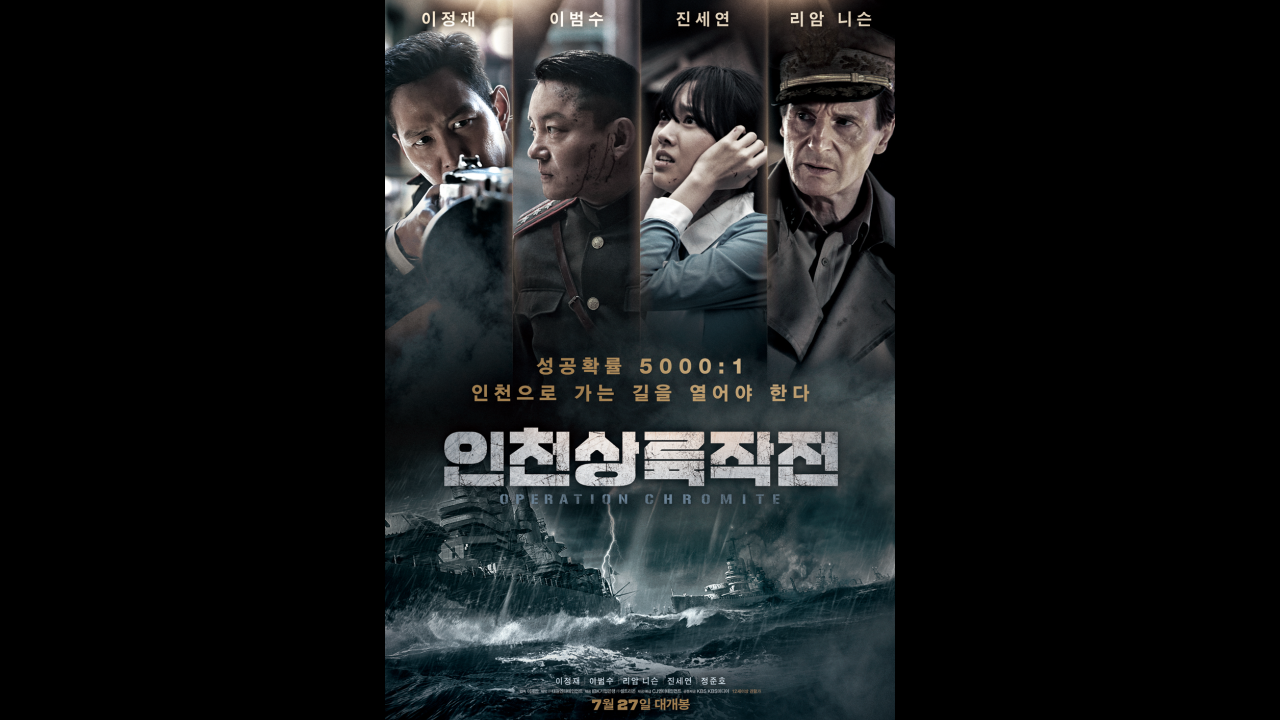 이정재 이범수 진세연 리암 니슨
성공확률 5000:1
인천으로 가는 길을 열어야 한다
인천상륙작전
OPERATION CHROMITE
이정재 이범수 리암 니슨 진세연 정준호
7월 27일 대개봉